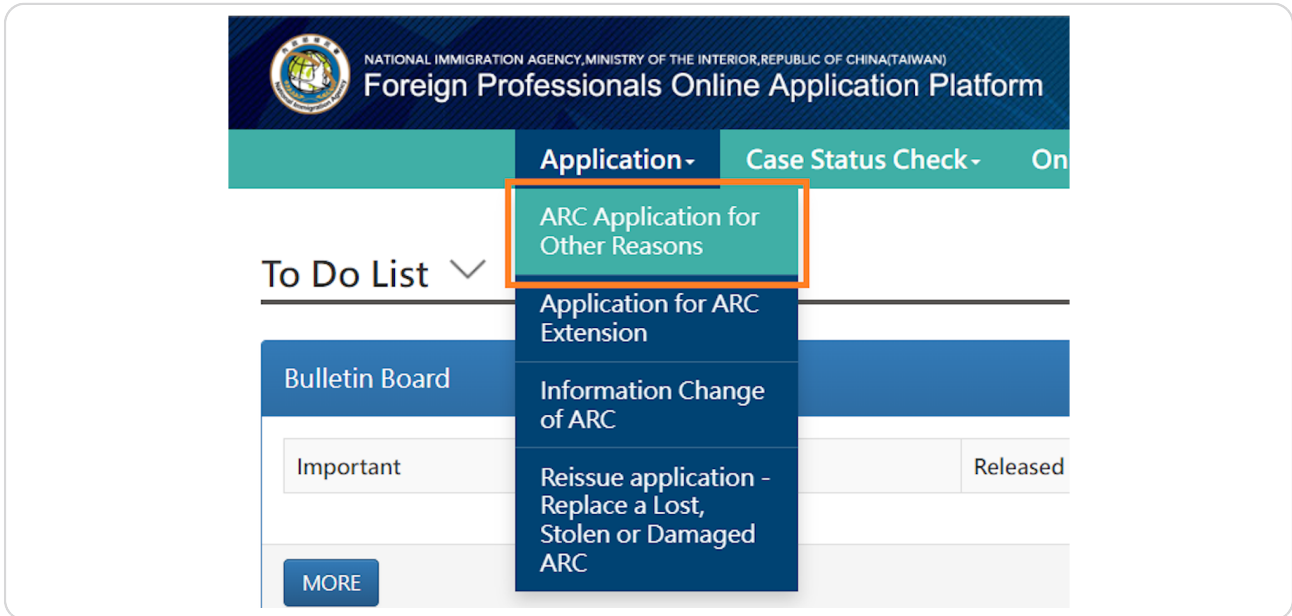 NATIONAL IMMIGRATION AGENCY,MINISTRY OF THE INTERIOR,REPUBLIC OF CHINA(TAIWAN)
Foreign Professionals Online Application Platform
Application
Case Status Check
On
ARC Application for
Other Reasons
To Do List
Application for ARC
Extension
Bulletin Board
Information Change
of ARC
Important
Released
Reissue application -
Replace a Lost,
Stolen or Damaged
ARC
MORE